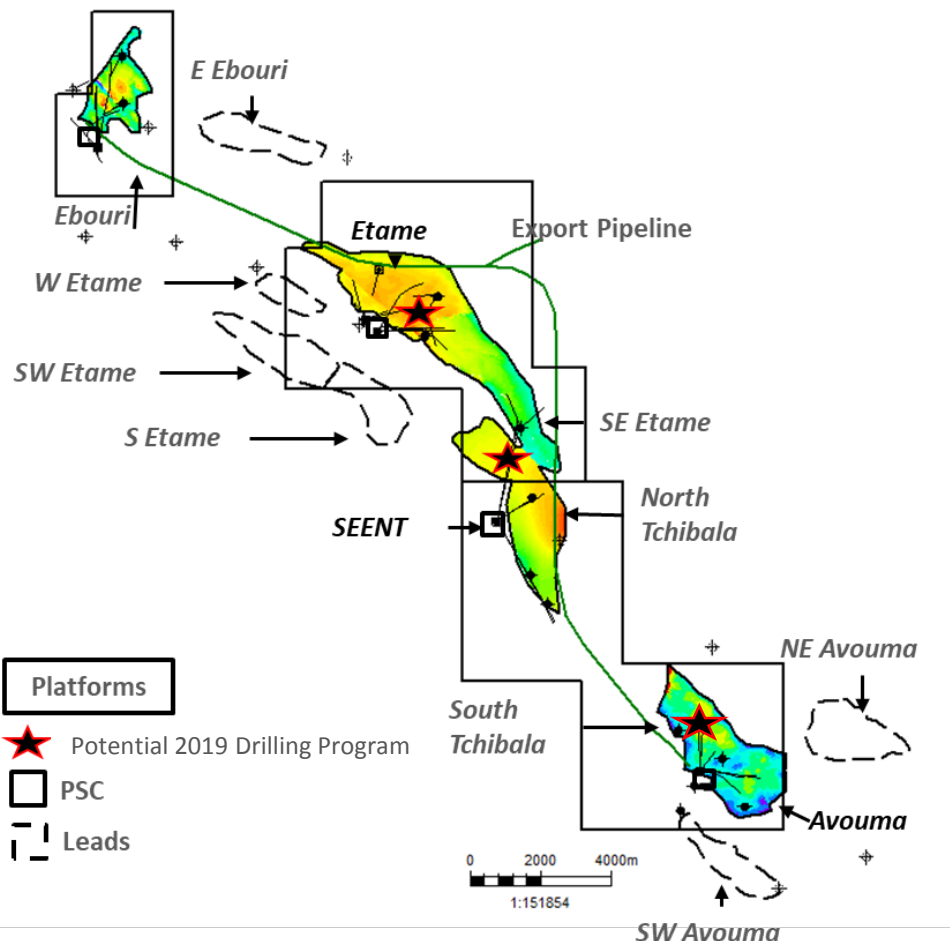 E Ebouri
Ebouri
Etame
Export Pipeline
W Etame
SW Etame
S Etame
SE Etame
North
Tchibala
SEENT
NE Avouma
Platforms
South
Tchibala
Potential 2019 Drilling Program
PSC
Avouma
Leads
0 2000 4000m
1:151854
SW Avouma